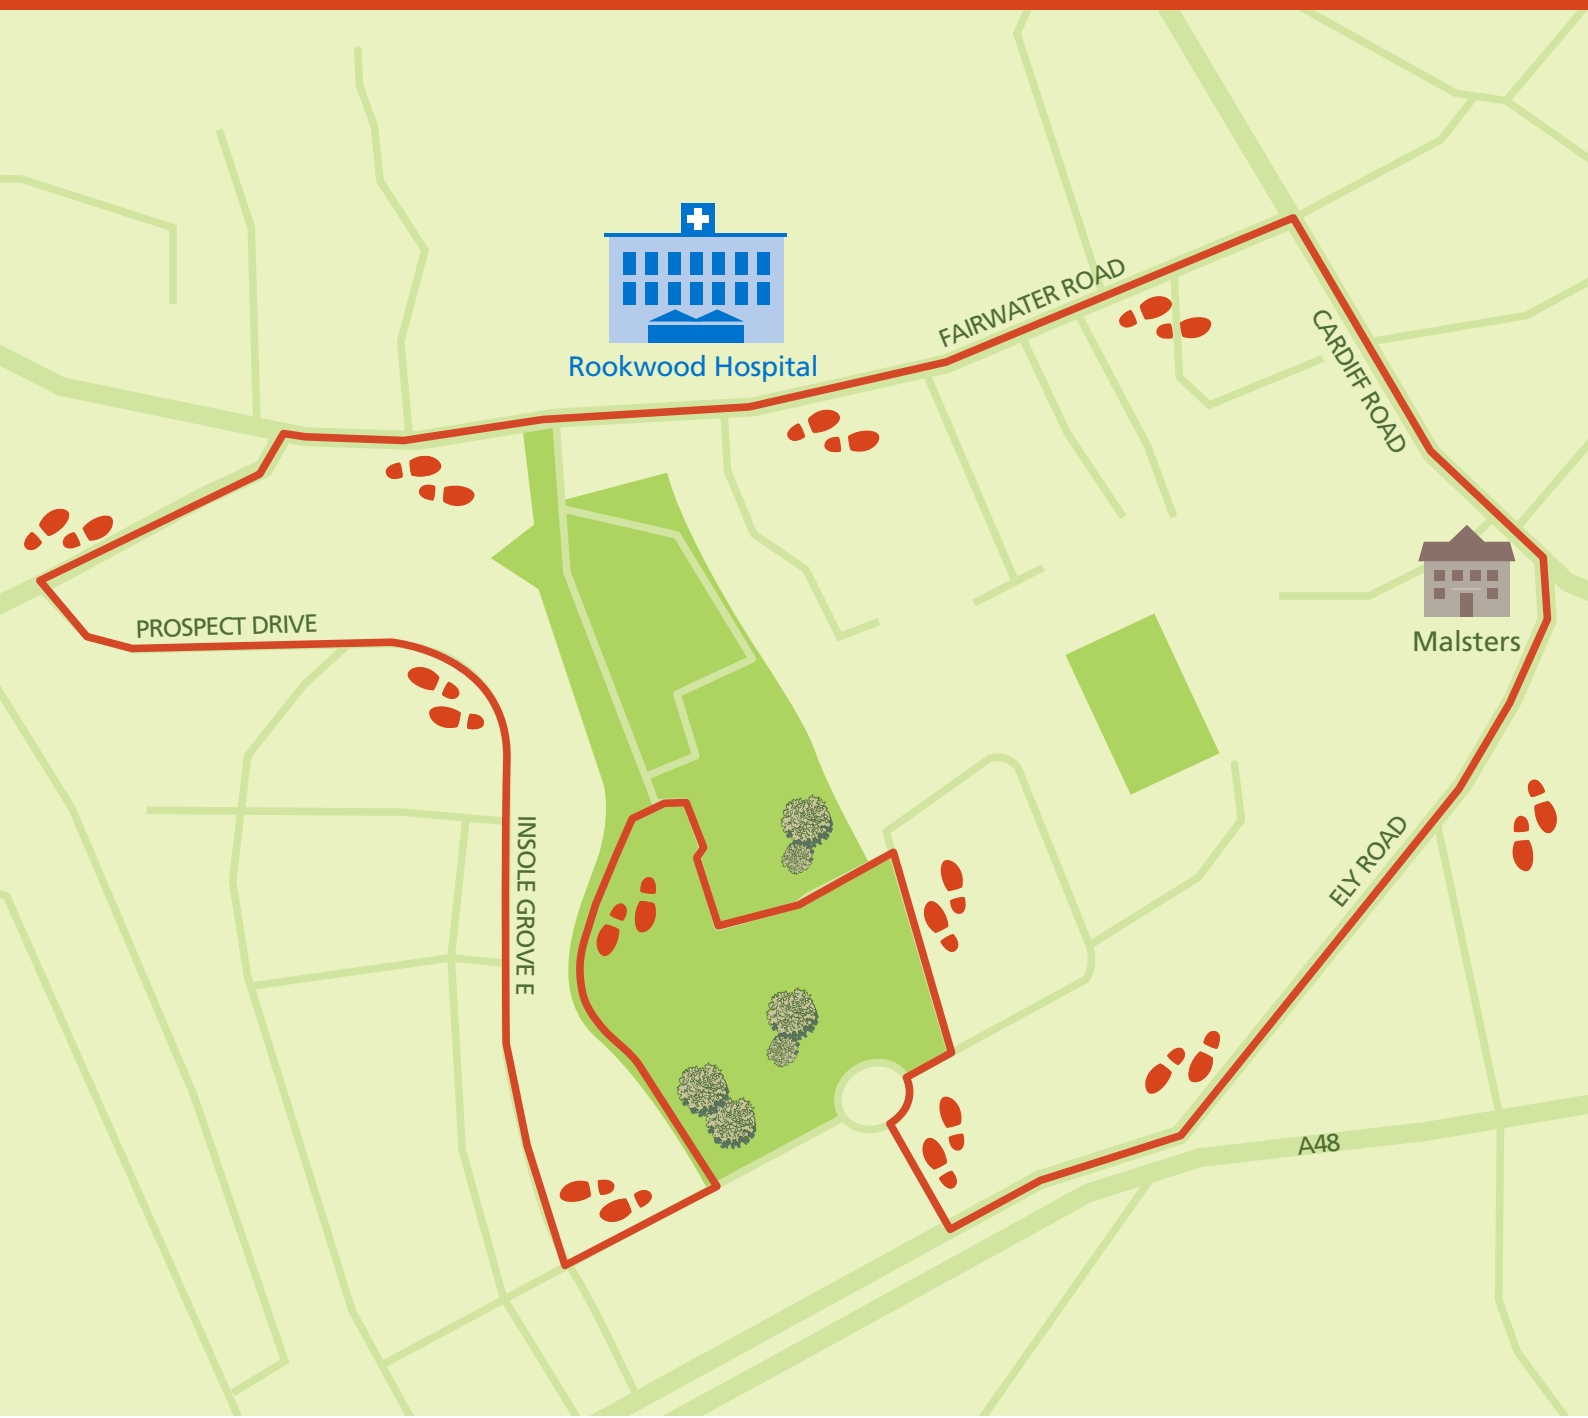 FAIRWATER ROAD
CARDIFF ROAD
Rookwood Hospital
PROSPECT DRIVE
Malsters
INSOLE GROVE E
ELY ROAD
A48